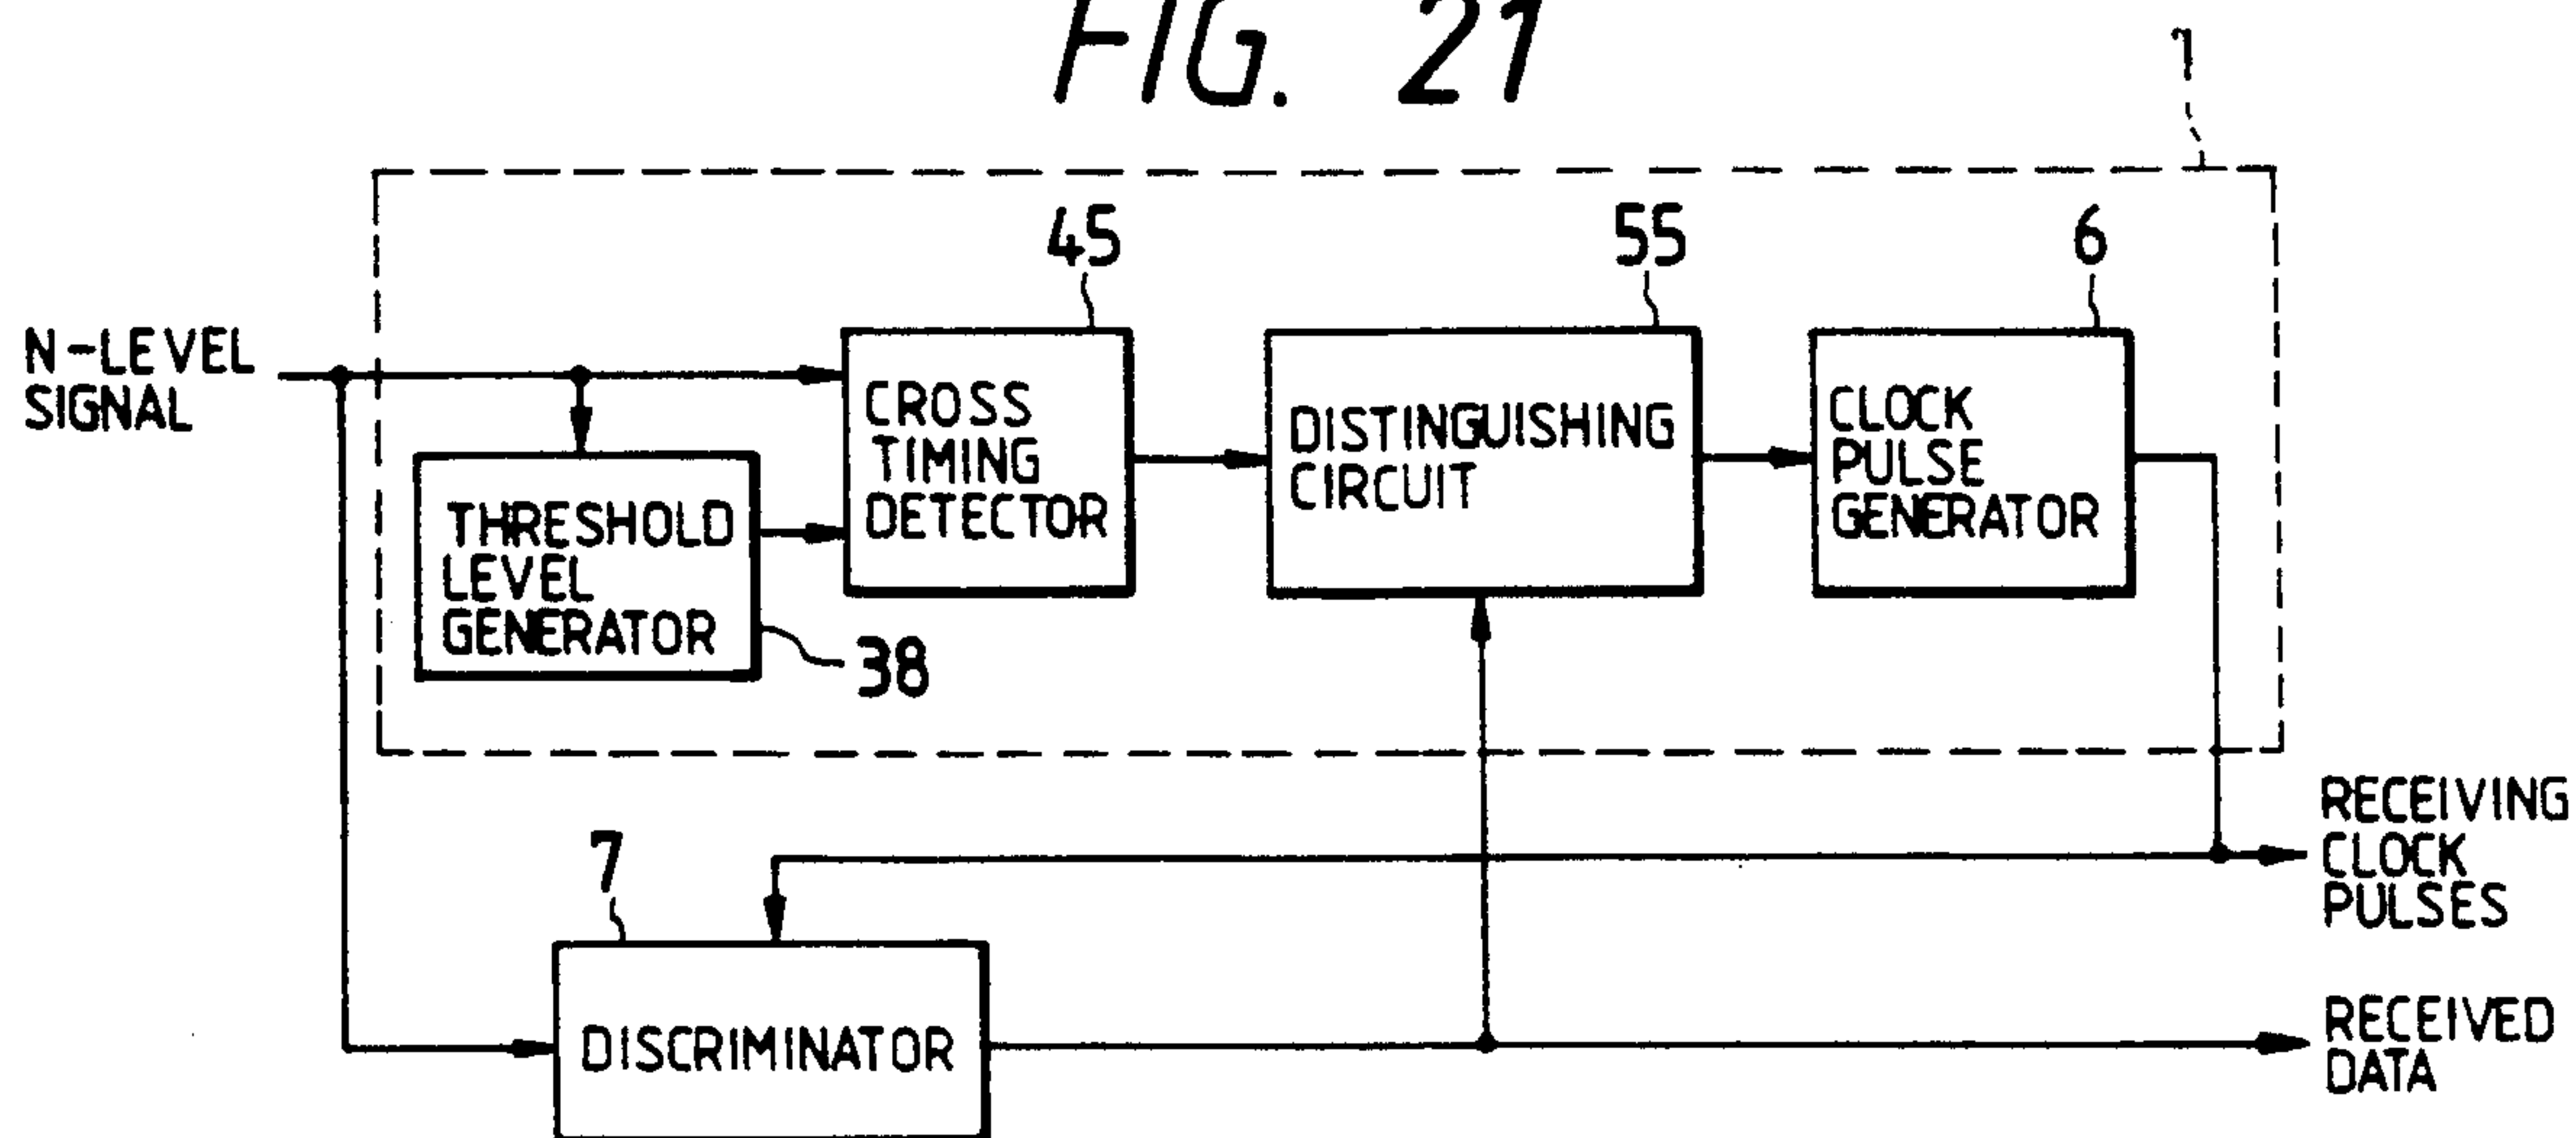 FIG. 21
1
45
55
6
N-LEVEL
SIGNAL
CROSS
TIMING
DETECTOR
DISTINGUISHING
CIRCUIT
CLOCK
PULSE
GENERATOR
THRESHOLD
LEVEL
GENERATOR
38
RECEIVING
CLOCK
PULSES
7
DISCRIMINATOR
RECEIVED
DATA